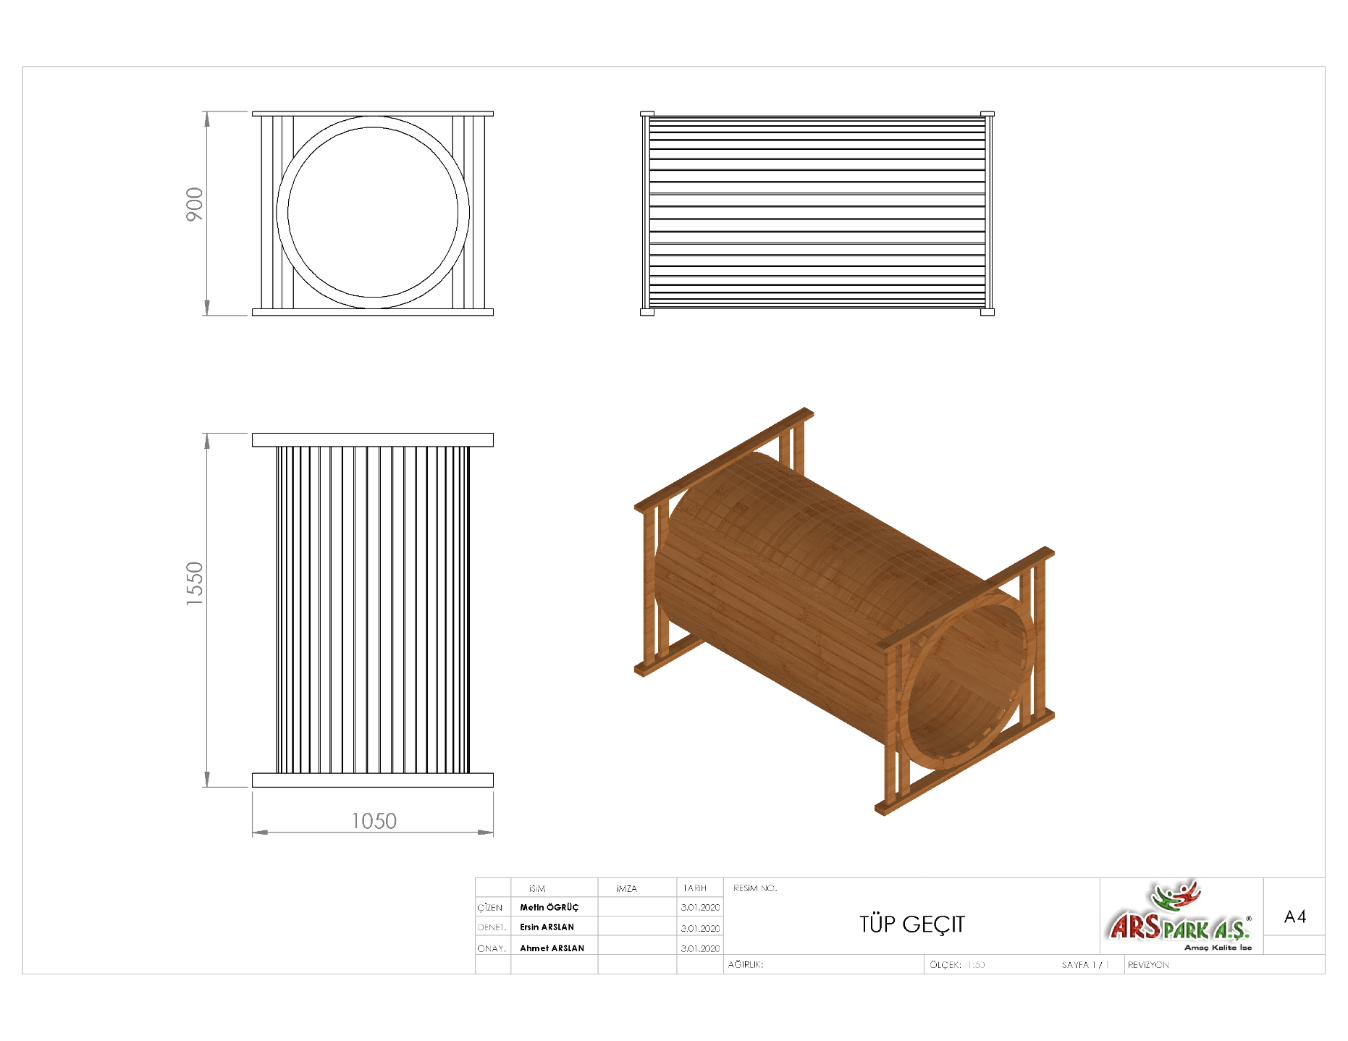 900
1550
1050
İSİM İMZA TARİH RESİM NO.
ÇİZEN Metin ÖGRÜÇ 3.01.2020
DENET. Ersin ARSLAN 3.01.2020
ONAY. Ahmet ARSLAN 3.01.2020
TÜP GEÇİT
ARSPARK A.Ş.®
Amaç Kalite İse
A4
AĞIRLIK: ÖLÇEK: 1:50 SAYFA 1 / 1 REVİZYON